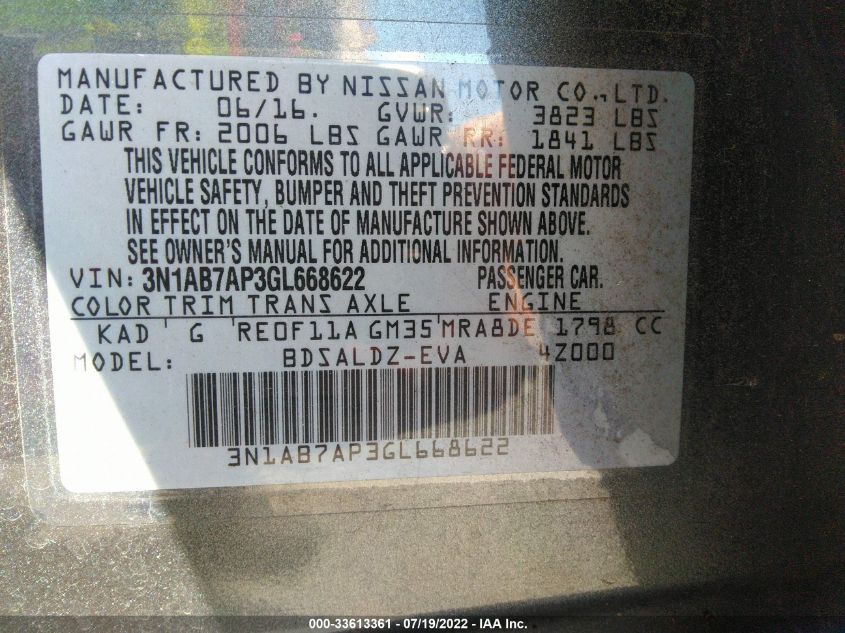 MANUFACTURED BY NISSAN MOTOR CO., LTD.
DATE: 06/16. GVWR: 3823 LBS
GAWR FR: 2006 LBS GAWR RR: 1841 LBS
THIS VEHICLE CONFORMS TO ALL APPLICABLE FEDERAL MOTOR
VEHICLE SAFETY, BUMPER AND THEFT PREVENTION STANDARDS
IN EFFECT ON THE DATE OF MANUFACTURE SHOWN ABOVE.
SEE OWNER'S MANUAL FOR ADDITIONAL INFORMATION.
VIN: 3N1AB7AP3GL668622 PASSENGER CAR.
COLOR TRIM TRANS AXLE ENGINE
KAD G RE0F11A GM35 MRA8DE 1798 CC
MODEL: BDSALDZ-EVA 4Z000
3N1AB7AP3GL668622
000-33613361 - 07/19/2022 - IAA Inc.